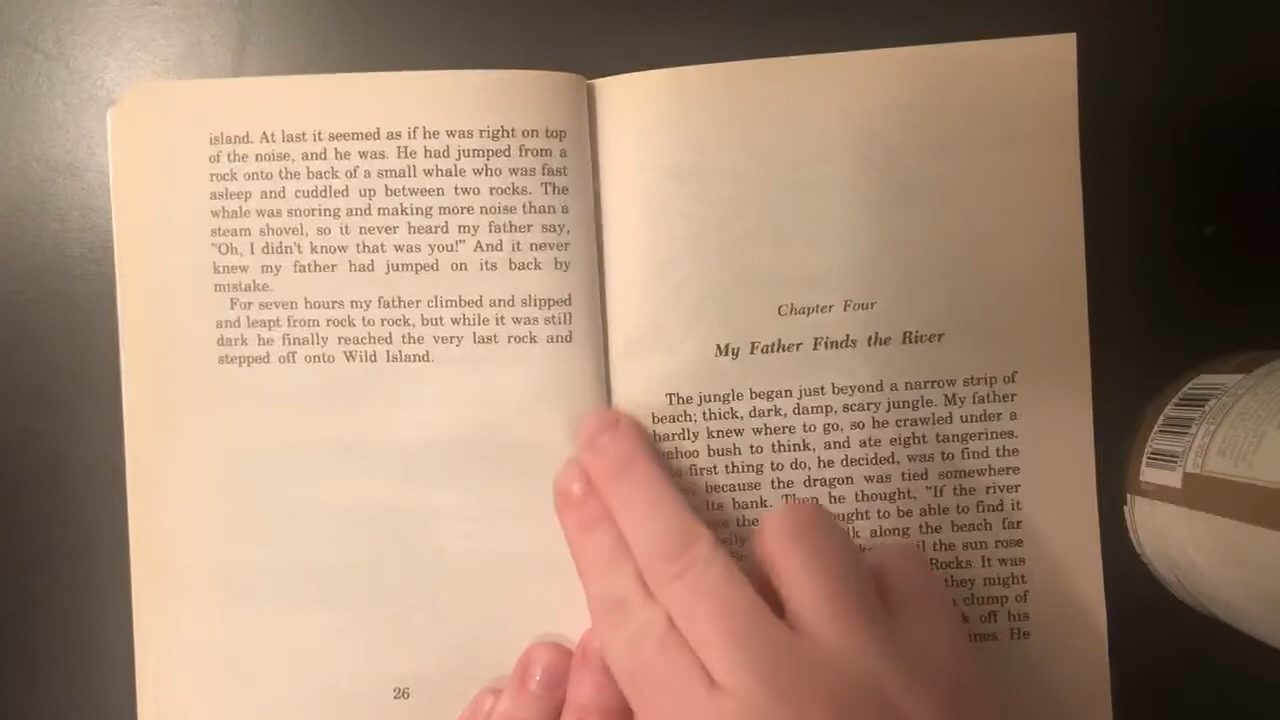 island. At last it seemed as if he was right on top
of the noise, and he was. He had jumped from a
rock onto the back of a small whale who was fast
asleep and cuddled up between two rocks. The
whale was snoring and making more noise than a
steam shovel, so it never heard my father say,
"Oh, I didn't know that was you!" And it never
knew my father had jumped on its back by
mistake.
For seven hours my father climbed and slipped
and leapt from rock to rock, but while it was still
dark he finally reached the very last rock and
stepped off onto Wild Island.
26
Chapter Four
My Father Finds the River
The jungle began just beyond a narrow strip of
beach; thick, dark, damp, scary jungle. My father
hardly knew where to go, so he crawled under a
bush to think, and ate eight tangerines.
first thing to do, he decided, was to find the
because the dragon was tied somewhere
its bank. Then he thought, "If the river
the ought to be able to find it
along the beach far
the sun rose
Rocks. It was
they might
clump of
off his
He